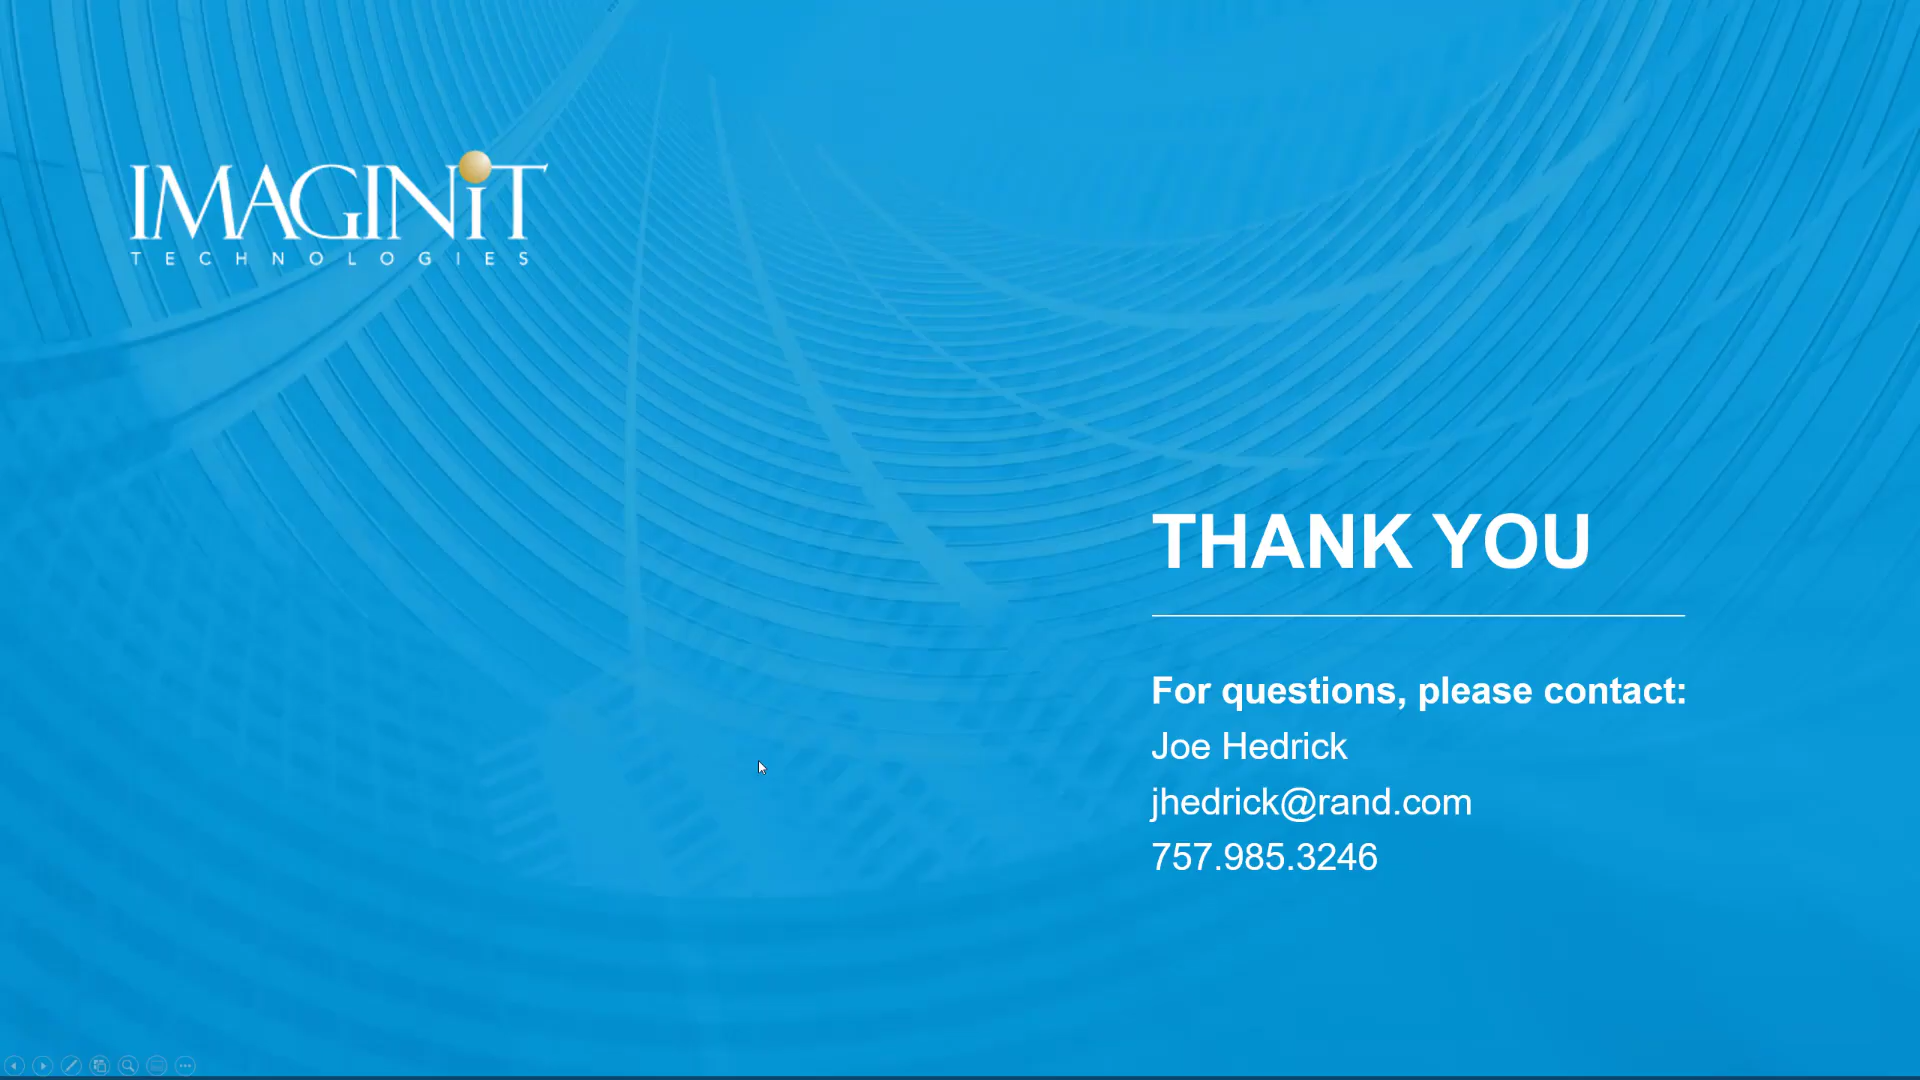 IMAGINiT
TECHNOLOGIES
THANK YOU
For questions, please contact:
Joe Hedrick
jhedrick@rand.com
757.985.3246